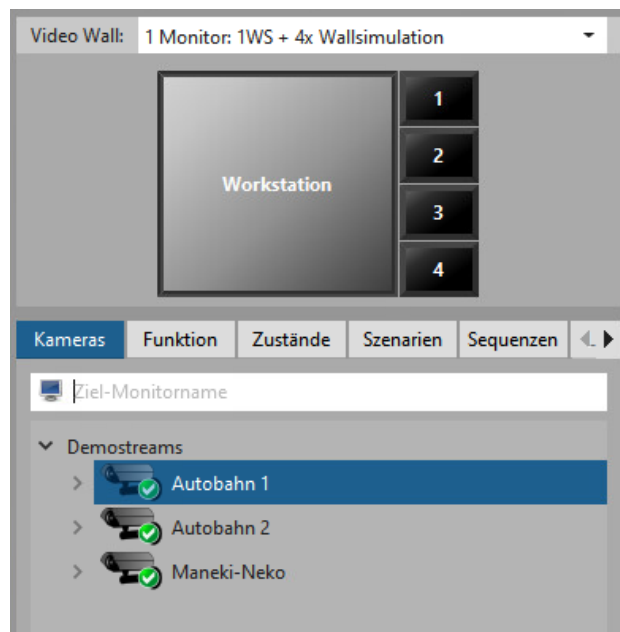 Video Wall: 1 Monitor: 1WS + 4x Wallsimulation
Workstation
1
2
3
4
Kameras Funktion Zustände Szenarien Sequenzen
Ziel-Monitorname
Demostreams
Autobahn 1
Autobahn 2
Maneki-Neko